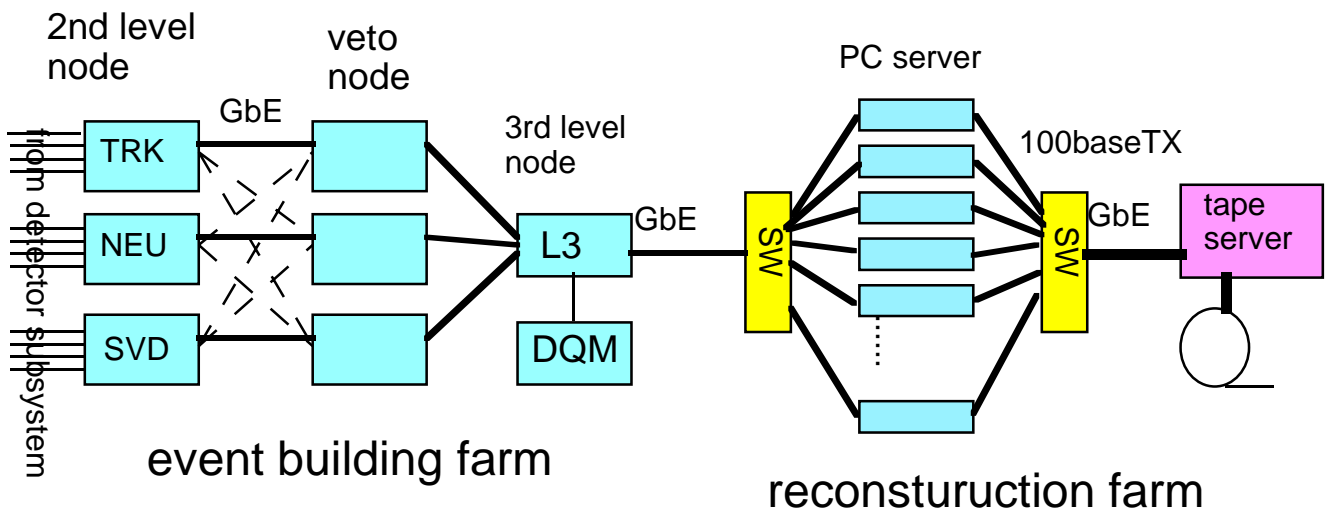 2nd level
node
veto
node
GbE
3rd level
node
PC server
100baseTX
from detector subsystem
TRK
NEU
SVD
L3
DQM
GbE
SW
SW
GbE
tape
server
event building farm
reconsturuction farm